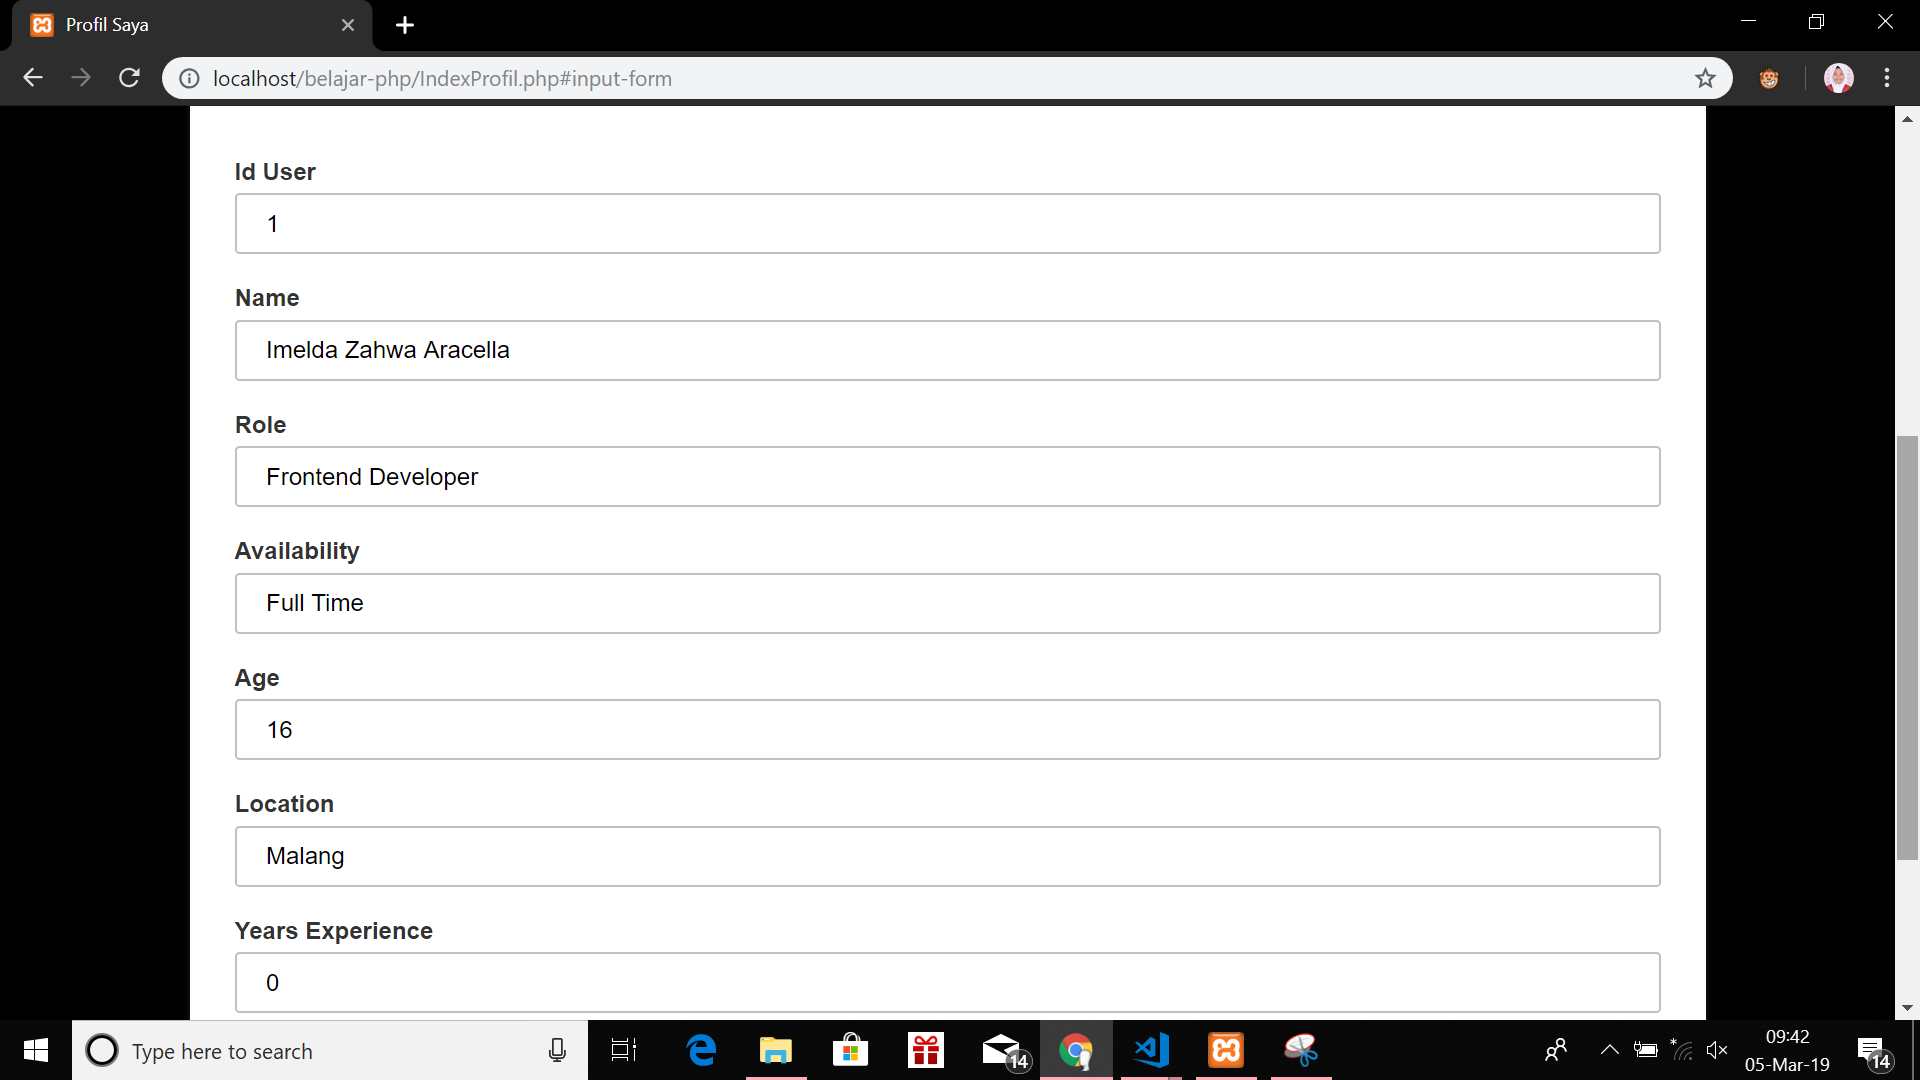 Profil Saya
localhost/belajar-php/IndexProfil.php#input-form
Id User
1
Name
Imelda Zahwa Aracella
Role
Frontend Developer
Availability
Full Time
Age
16
Location
Malang
Years Experience
0
Type here to search
14
09:42
05-Mar-19
14